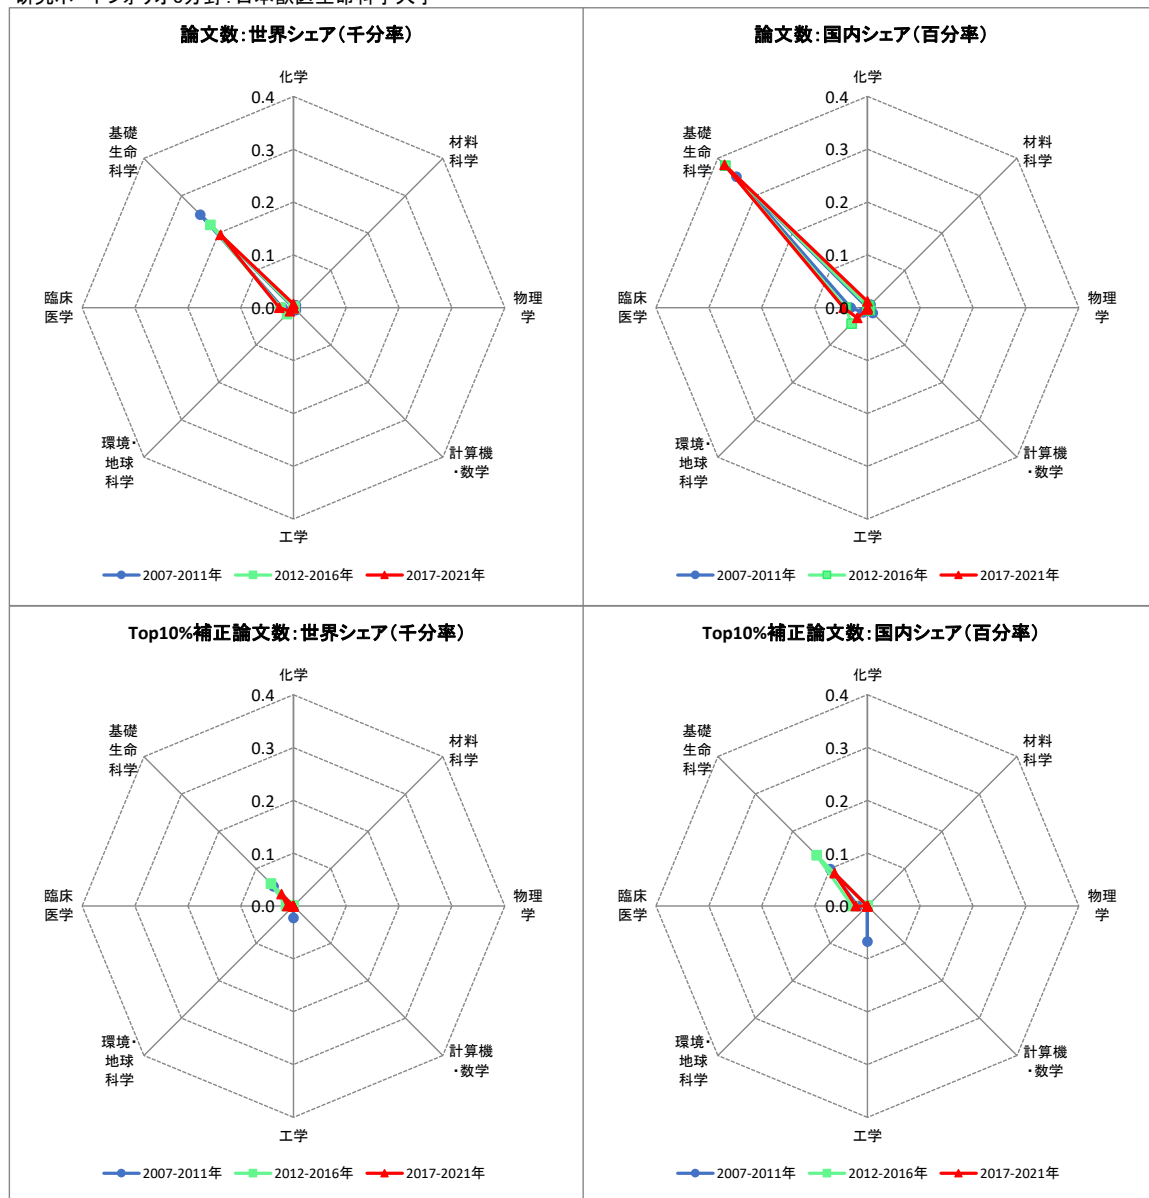 論文数：世界シェア（千分率）
化学
0.4
0.3
0.2
0.1
0.0
材料
科学
物理
学
計算機
・数学
工学
環境・
地球
科学
臨床
医学
基礎
生命
科学
2007-2011年
2012-2016年
2017-2021年
論文数：国内シェア（百分率）
化学
0.4
0.3
0.2
0.1
0.0
材料
科学
物理
学
計算機
・数学
工学
環境・
地球
科学
臨床
医学
基礎
生命
科学
2007-2011年
2012-2016年
2017-2021年
Top10%補正論文数：世界シェア（千分率）
化学
0.4
0.3
0.2
0.1
0.0
材料
科学
物理
学
計算機
・数学
工学
環境・
地球
科学
臨床
医学
基礎
生命
科学
2007-2011年
2012-2016年
2017-2021年
Top10%補正論文数：国内シェア（百分率）
化学
0.4
0.3
0.2
0.1
0.0
材料
科学
物理
学
計算機
・数学
工学
環境・
地球
科学
臨床
医学
基礎
生命
科学
2007-2011年
2012-2016年
2017-2021年